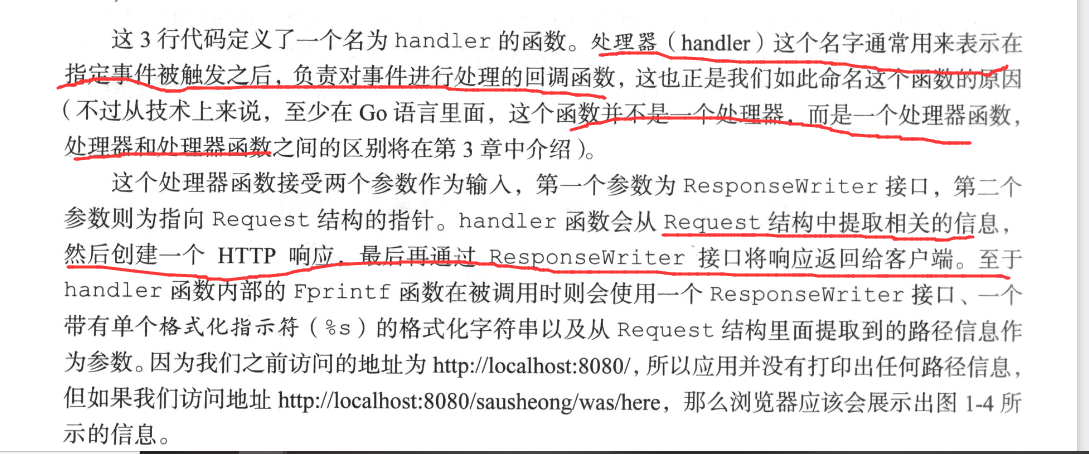 这 3 行代码定义了一个名为 handler 的函数。处理器（handler）这个名字通常用来表示在
指定事件被触发之后，负责对事件进行处理的回调函数，这也正是我们如此命名这个函数的原因
（不过从技术上来说，至少在 Go 语言里面，这个函数并不是一个处理器，而是一个处理器函数，
处理器和处理器函数之间的区别将在第 3 章中介绍）。
这个处理器函数接受两个参数作为输入，第一个参数为 ResponseWriter 接口，第二个
参数则为指向 Request 结构的指针。handler 函数会从 Request 结构中提取相关的信息，
然后创建一个 HTTP 响应，最后再通过 ResponseWriter 接口将响应返回给客户端。至于
handler 函数内部的 Fprintf 函数在被调用时则会使用一个 ResponseWriter 接口、一个
带有单个格式化指示符（%s）的格式化字符串以及从 Request 结构里面提取到的路径信息作
为参数。因为我们之前访问的地址为 http://localhost:8080/，所以应用并没有打印出任何路径信息，
但如果我们访问地址 http://localhost:8080/sausheong/was/here，那么浏览器应该会展示出图 1-4 所
示的信息。